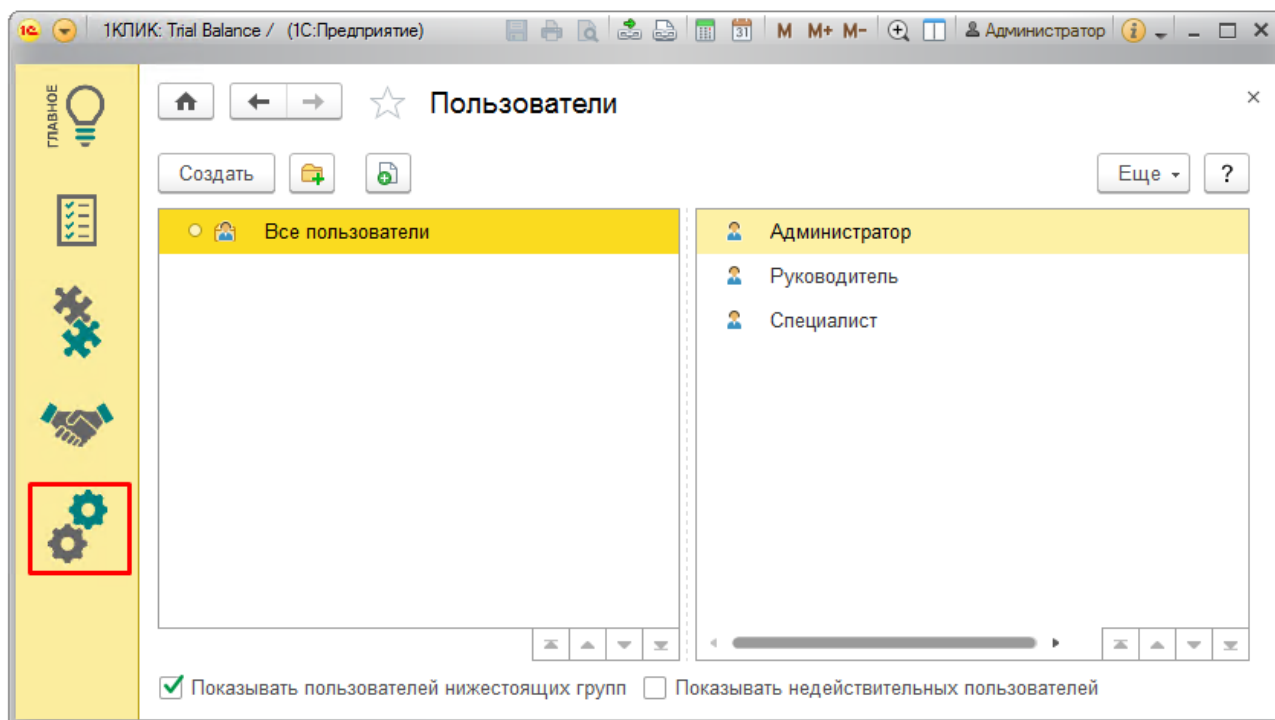 1С 1КЛИК: Trial Balance / (1С:Предприятие) 31 M M+ M- Администратор i
ГЛАВНОЕ
Пользователи
Создать Еще ?
Все пользователи
Администратор
Руководитель
Специалист
Показывать пользователей нижестоящих групп Показывать недействительных пользователей